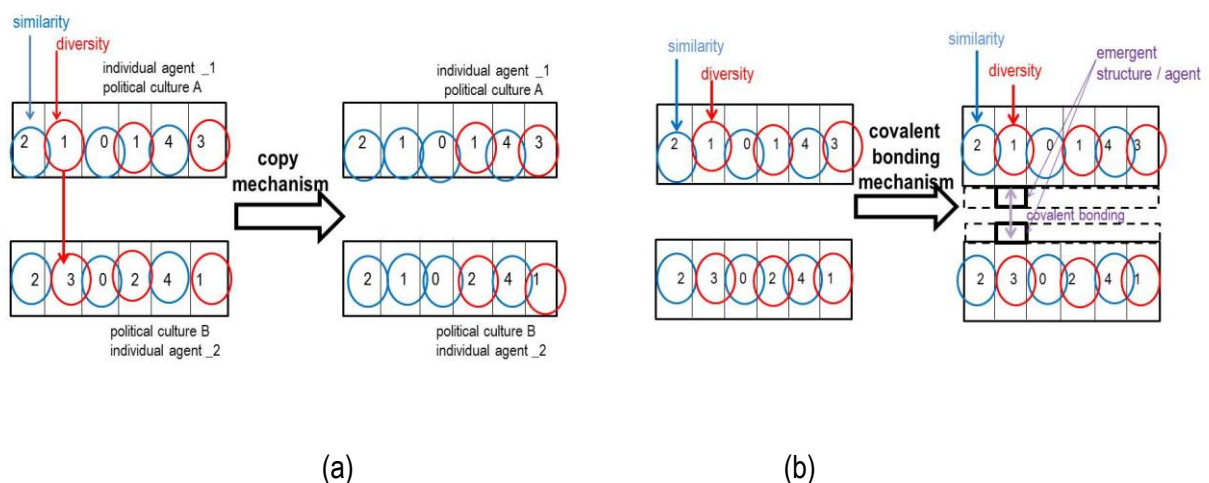 similarity
diversity
individual agent _1
political culture A
2 1 0 1 4 3
2 3 0 2 4 1
political culture B
individual agent _2
copy
mechanism
individual agent _1
political culture A
2 1 0 1 4 3
2 1 0 2 4 1
political culture B
individual agent _2
(a)
similarity
diversity
2 1 0 1 4 3
2 3 0 2 4 1
covalent
bonding
mechanism
similarity
diversity
emergent
structure / agent
2 1 0 1 4 3
covalent bonding
2 3 0 2 4 1
(b)